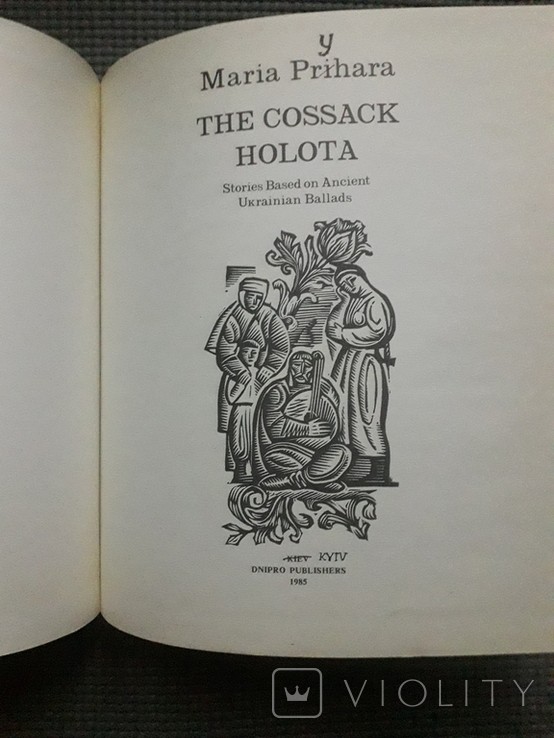 y
Maria Prihara
THE COSSACK
HOLOTA
Stories Based on Ancient
Ukrainian Ballads
KIEV KYIV
DNIPRO PUBLISHERS
1985
VIOLITY